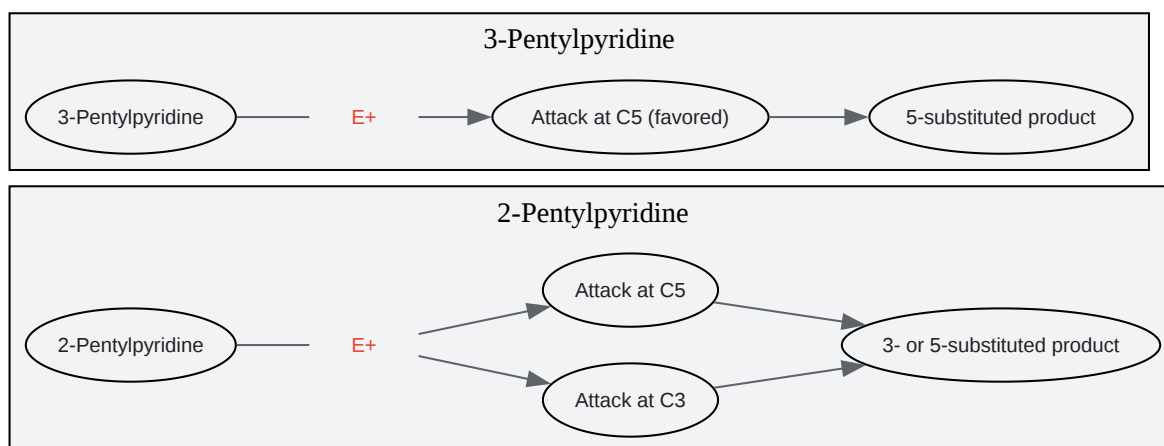 3-Pentylpyridine
3-Pentylpyridine
E+
Attack at C5 (favored)
5-substituted product
2-Pentylpyridine
2-Pentylpyridine
E+
Attack at C5
Attack at C3
3- or 5-substituted product